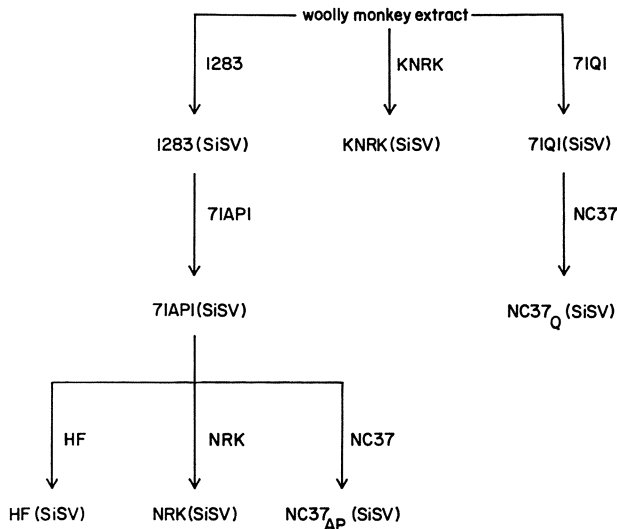 woolly monkey extract
1283 KNRK 71Q1
1283(SiSV) KNRK(SiSV) 71Q1(SiSV)
71AP1 NC37
71AP1(SiSV) NC37Q(SiSV)
HF NRK NC37
HF(SiSV) NRK(SiSV) NC37AP(SiSV)